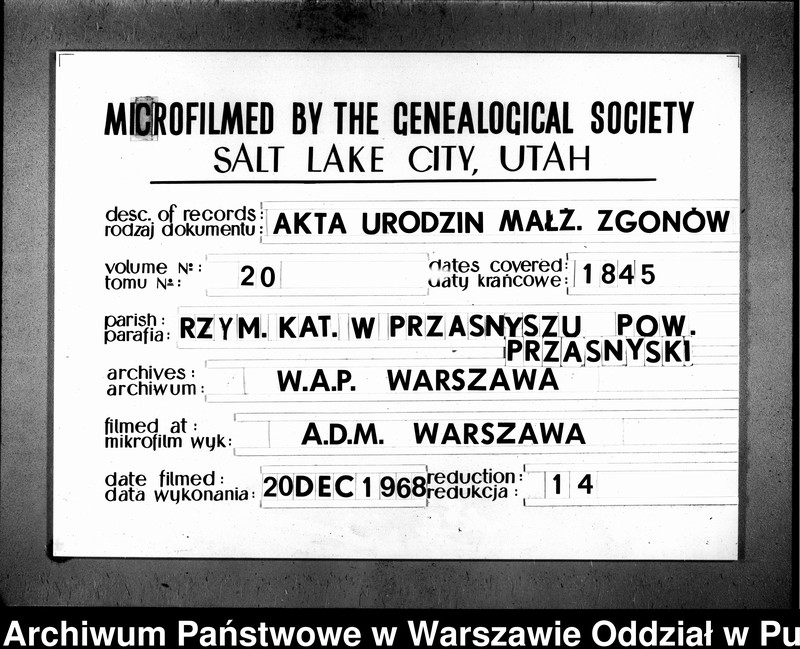 MICROFILMED BY THE GENEALOGICAL SOCIETY
SALT LAKE CITY, UTAH
desc. of records :
rodzaj dokumentu: AKTA URODZIN MAŁŻ. ZGONÓW
volume №: 20 dates covered: 1845
tomu №: daty krańcowe:
parish: RZYM. KAT. W PRZASNYSZU POW.
parafia: PRZASNYSKI
archives: W.A.P. WARSZAWA
archiwum:
filmed at: A.D.M. WARSZAWA
mikrofilm wyk:
date filmed: 20DEC1968 reduction: 14
data wykonania: redukcja:
Archiwum Państwowe w Warszawie Oddział w Pu